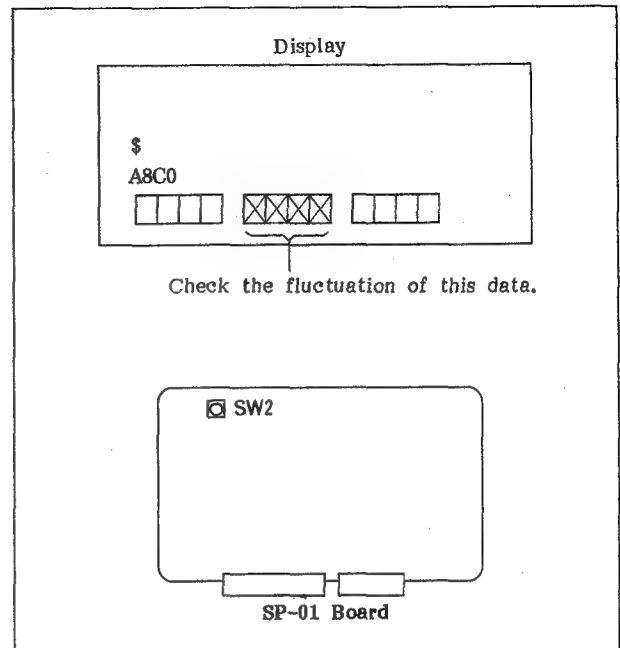 Display
$
A8C0
Check the fluctuation of this data.
SW2
SP-01 Board